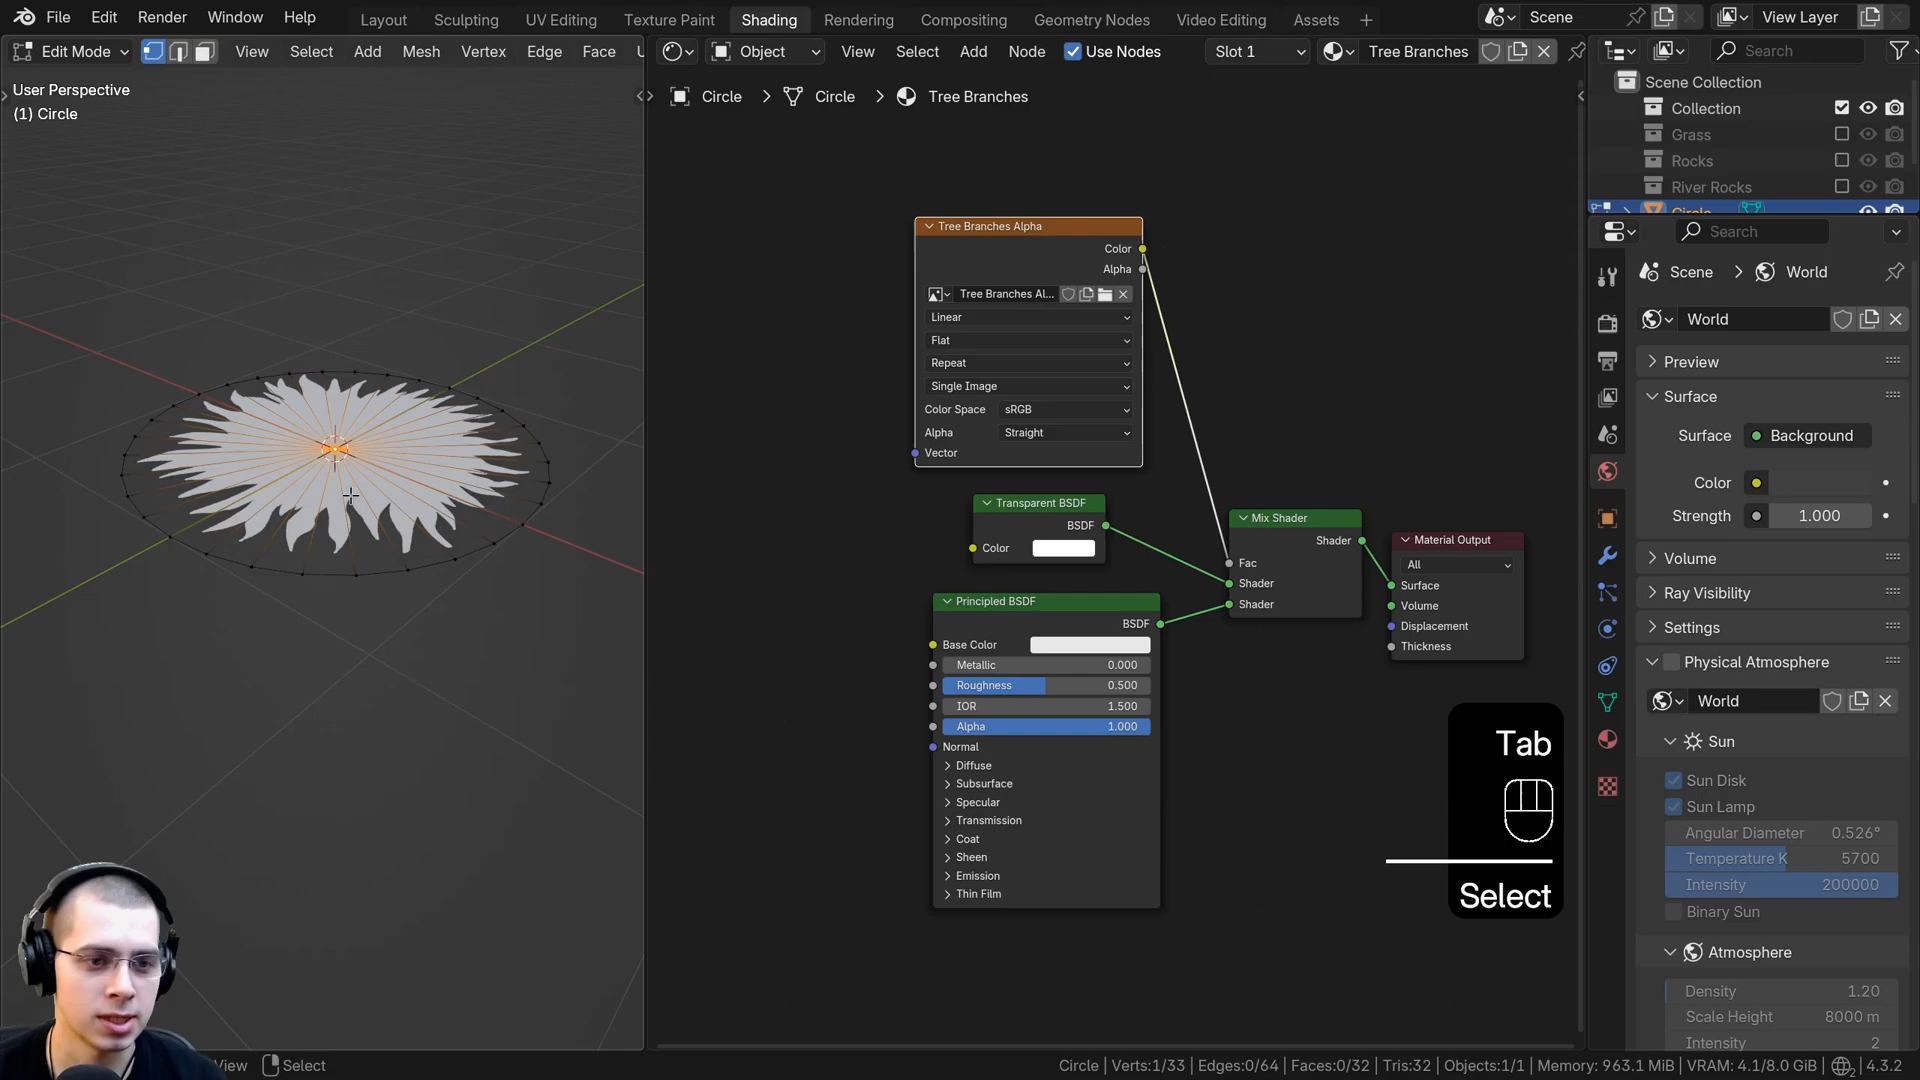 File Edit Render Window Help Layout Sculpting UV Editing Texture Paint Shading Rendering Compositing Geometry Nodes Video Editing Assets + Scene View Layer
Edit Mode View Select Add Mesh Vertex Edge Face U Object View Select Add Node Use Nodes Slot 1 Tree Branches Search
User Perspective
(1) Circle
Circle > Circle > Tree Branches
Scene Collection
Collection
Grass
Rocks
River Rocks
Circle
Search
Scene > World
World
Preview
Surface
Surface Background
Color
Strength 1.000
Volume
Ray Visibility
Settings
Physical Atmosphere
World
Sun
Sun Disk
Sun Lamp
Angular Diameter 0.526°
Temperature K 5700
Intensity 200000
Binary Sun
Atmosphere
Density 1.20
Scale Height 8000 m
Intensity 2
Tree Branches Alpha
Color
Alpha
Tree Branches Al...
Linear
Flat
Repeat
Single Image
Color Space sRGB
Alpha Straight
Vector
Transparent BSDF
BSDF
Color
Principled BSDF
BSDF
Base Color
Metallic 0.000
Roughness 0.500
IOR 1.500
Alpha 1.000
Normal
Diffuse
Subsurface
Specular
Transmission
Coat
Sheen
Emission
Thin Film
Mix Shader
Shader
Fac
Shader
Shader
Material Output
All
Surface
Volume
Displacement
Thickness
Tab
Select
View Select
Circle | Verts:1/33 | Edges:0/64 | Faces:0/32 | Tris:32 | Objects:1/1 | Memory: 963.1 MiB | VRAM: 4.1/8.0 GiB | 4.3.2